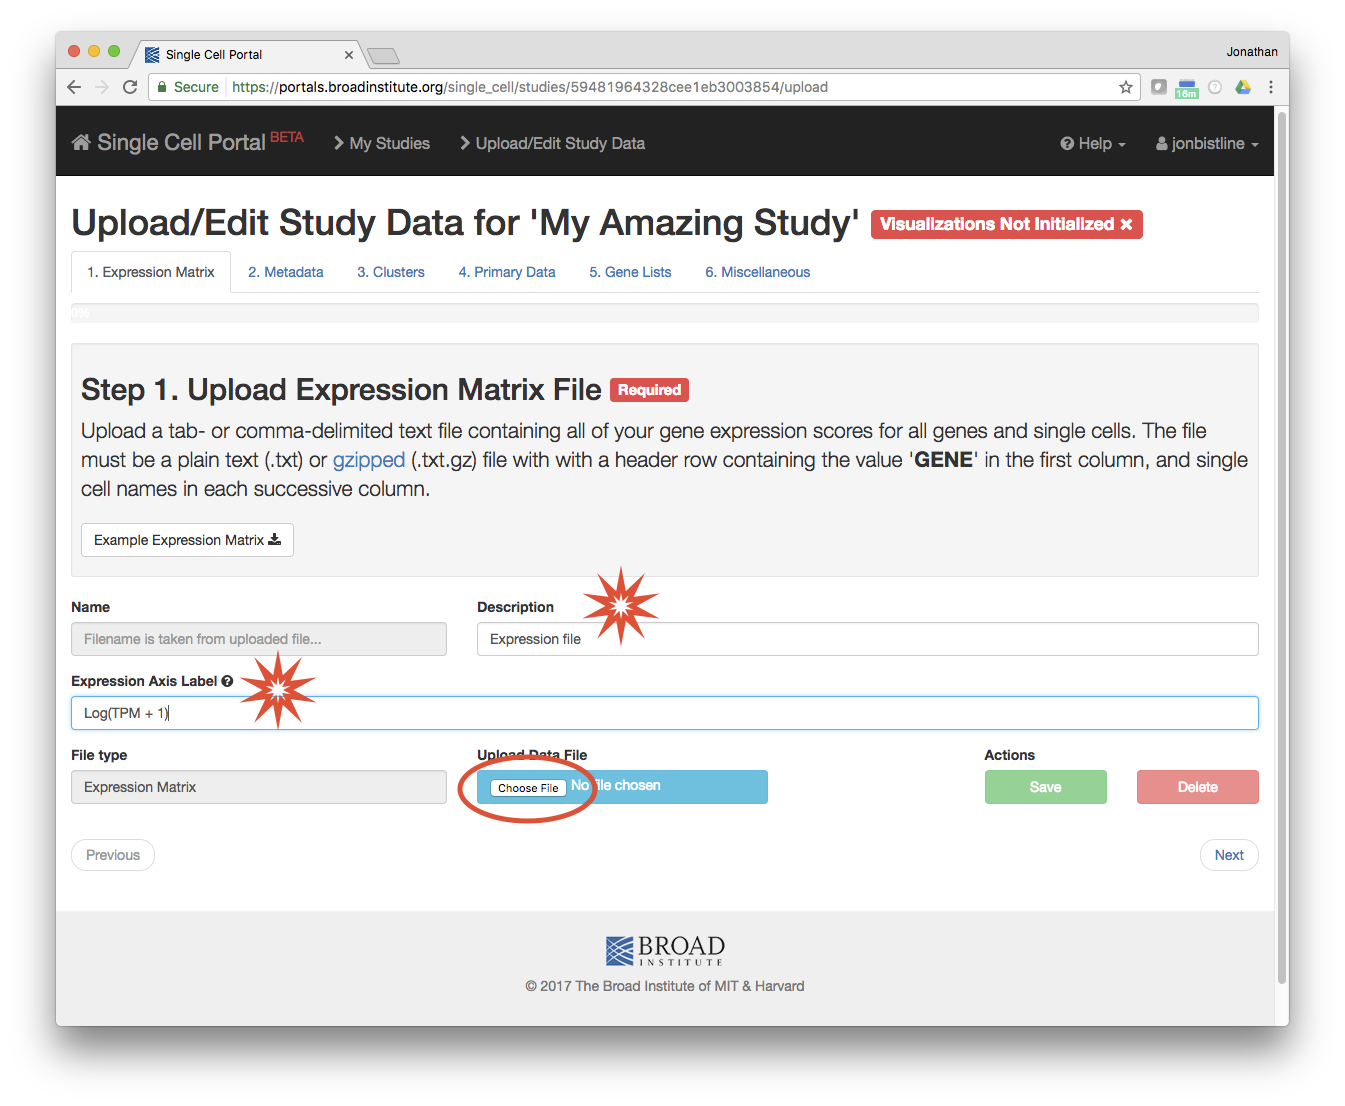 Single Cell Portal
Jonathan
Secure https://portals.broadinstitute.org/single_cell/studies/59481964328cee1eb3003854/upload
16m
Single Cell Portal BETA My Studies Upload/Edit Study Data Help jonbistline
Upload/Edit Study Data for 'My Amazing Study' Visualizations Not Initialized
1. Expression Matrix 2. Metadata 3. Clusters 4. Primary Data 5. Gene Lists 6. Miscellaneous
0%
Step 1. Upload Expression Matrix File Required
Upload a tab- or comma-delimited text file containing all of your gene expression scores for all genes and single cells. The file
must be a plain text (.txt) or gzipped (.txt.gz) file with with a header row containing the value 'GENE' in the first column, and single
cell names in each successive column.
Example Expression Matrix
Name Description
Filename is taken from uploaded file... Expression file
Expression Axis Label
Log(TPM + 1)
File type Upload Data File Actions
Expression Matrix Choose File No file chosen Save Delete
Previous Next
BROAD
INSTITUTE
© 2017 The Broad Institute of MIT & Harvard